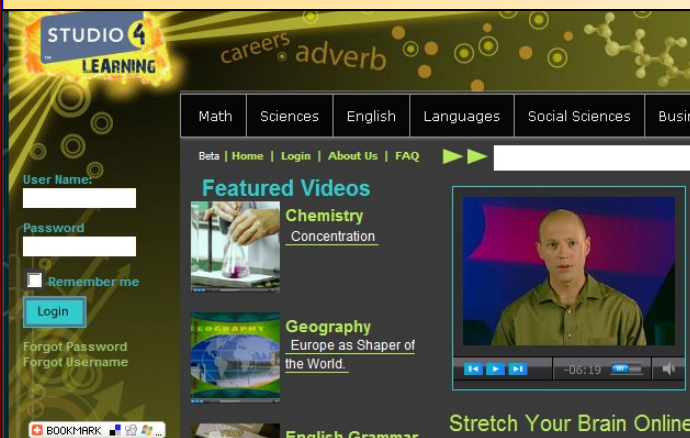 STUDIO 4
LEARNING
careers adverb
Math Sciences English Languages Social Sciences Busi
Beta | Home | Login | About Us | FAQ
User Name:
Password
Remember me
Login
Forgot Password
Forgot Username
BOOKMARK
Featured Videos
Chemistry
Concentration
GEOGRAPHY
Geography
Europe as Shaper of
the World.
English Grammar
-06:19
Stretch Your Brain Online